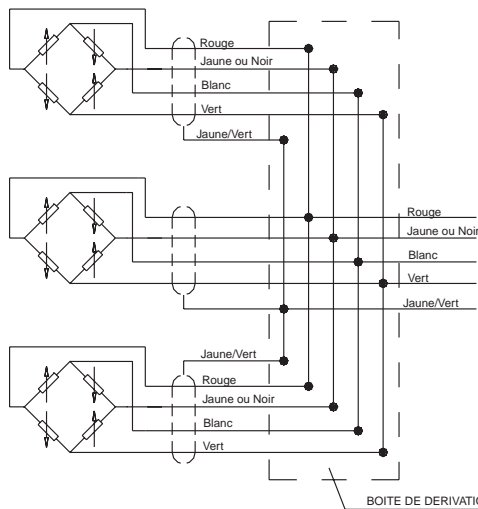 Rouge
Jaune ou Noir
Blanc
Vert
Jaune/Vert
Rouge
Jaune ou Noir
Blanc
Vert
Jaune/Vert
Jaune/Vert
Rouge
Jaune ou Noir
Blanc
Vert
BOITE DE DERIVATIO